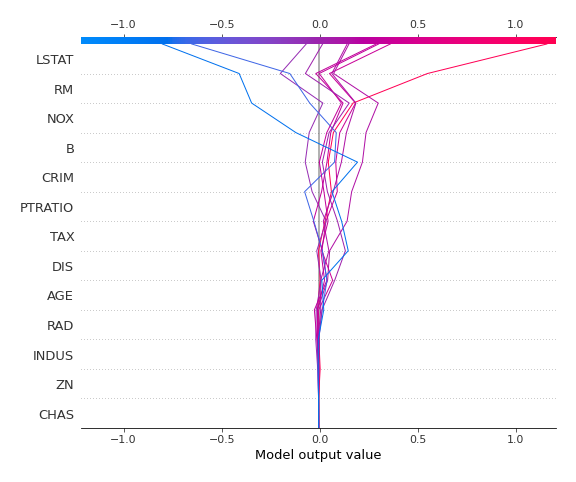 −1.0 −0.5 0.0 0.5 1.0
LSTAT
RM
NOX
B
CRIM
PTRATIO
TAX
DIS
AGE
RAD
INDUS
ZN
CHAS
−1.0 −0.5 0.0 0.5 1.0
Model output value